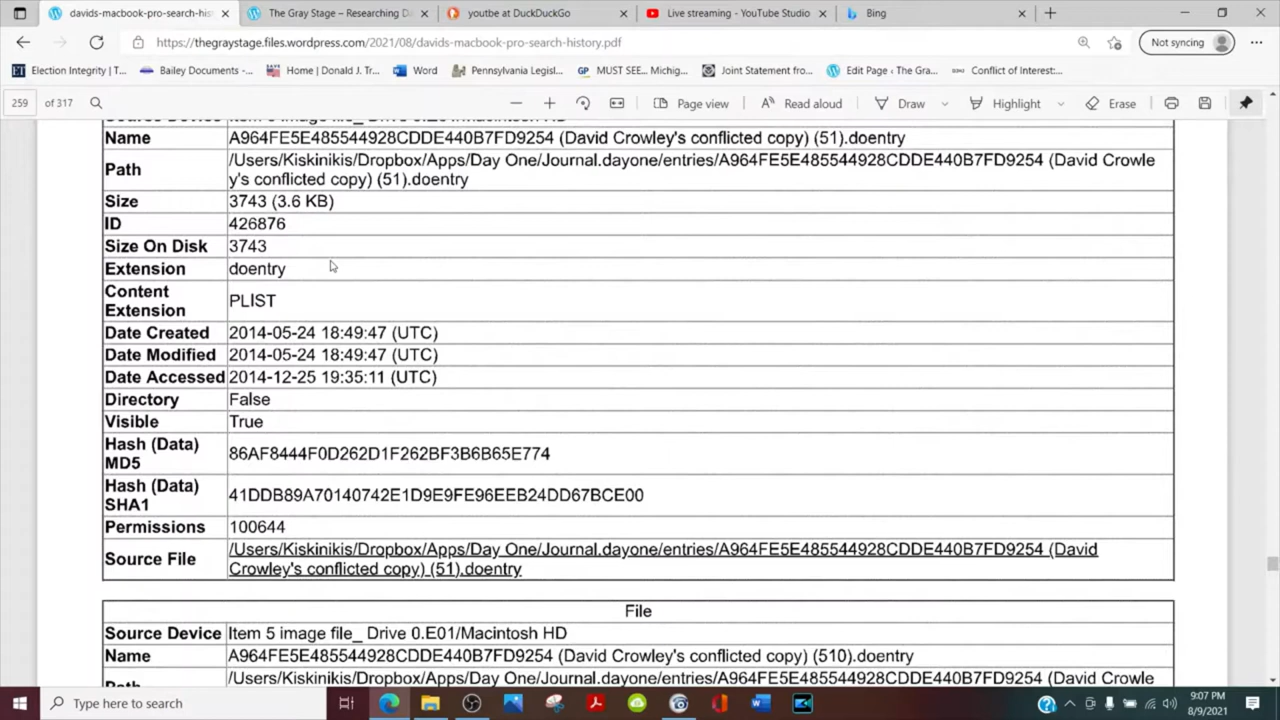 davids-macbook-pro-search-hist
The Gray Stage – Researching Da
youtbe at DuckDuckGo
Live streaming - YouTube Studio
Bing
https://thegraystage.files.wordpress.com/2021/08/davids-macbook-pro-search-history.pdf
Not syncing
Election Integrity | T...
Bailey Documents -...
Home | Donald J. Tr...
Word
Pennsylvania Legisl...
MUST SEE... Michig...
Joint Statement fro...
Edit Page ‹ The Gra...
Conflict of Interest:...
259 of 317
Page view
Read aloud
Draw
Highlight
Erase
Name A964FE5E485544928CDDE440B7FD9254 (David Crowley's conflicted copy) (51).doentry
Path /Users/Kiskinikis/Dropbox/Apps/Day One/Journal.dayone/entries/A964FE5E485544928CDDE440B7FD9254 (David Crowle
y's conflicted copy) (51).doentry
Size 3743 (3.6 KB)
ID 426876
Size On Disk 3743
Extension doentry
Content
Extension PLIST
Date Created 2014-05-24 18:49:47 (UTC)
Date Modified 2014-05-24 18:49:47 (UTC)
Date Accessed 2014-12-25 19:35:11 (UTC)
Directory False
Visible True
Hash (Data)
MD5 86AF8444F0D262D1F262BF3B6B65E774
Hash (Data)
SHA1 41DDB89A70140742E1D9E9FE96EEB24DD67BCE00
Permissions 100644
Source File /Users/Kiskinikis/Dropbox/Apps/Day One/Journal.dayone/entries/A964FE5E485544928CDDE440B7FD9254 (David
Crowley's conflicted copy) (51).doentry
File
Source Device Item 5 image file_ Drive 0.E01/Macintosh HD
Name A964FE5E485544928CDDE440B7FD9254 (David Crowley's conflicted copy) (510).doentry
/Users/Kiskinikis/Dropbox/Apps/Day One/Journal.dayone/entries/A964FE5E485544928CDDE440B7FD9254 (David Crowle
Type here to search
9:07 PM
8/9/2021